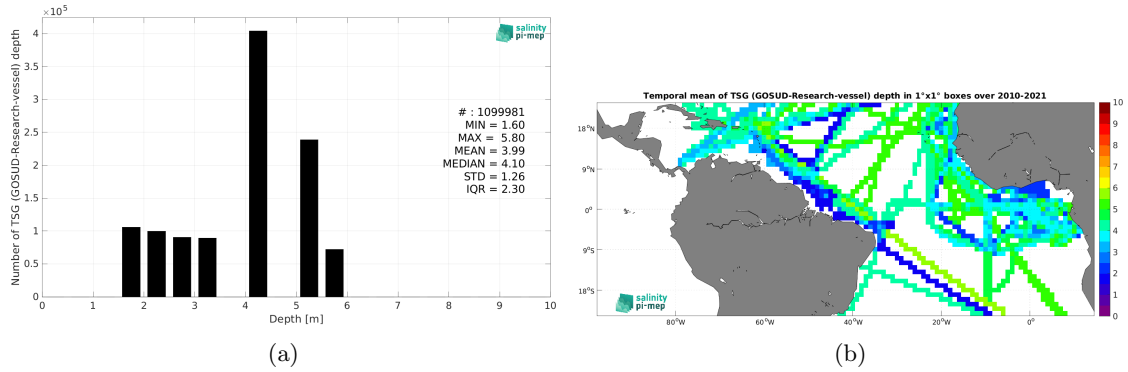 ×10⁵
4
3.5
3
2.5
2
1.5
1
0.5
0
Number of TSG (GOSUD-Research-vessel) depth
salinity
pi-mep
# : 1099981
MIN = 1.60
MAX = 5.80
MEAN = 3.99
MEDIAN = 4.10
STD = 1.26
IQR = 2.30
0 1 2 3 4 5 6 7 8 9 10
Depth [m]
(a)
Temporal mean of TSG (GOSUD-Research-vessel) depth in 1°x1° boxes over 2010-2021
18°N
9°N
0°
9°S
18°S
salinity
pi-mep
80°W 60°W 40°W 20°W 0°
10
9
8
7
6
5
4
3
2
1
0
(b)